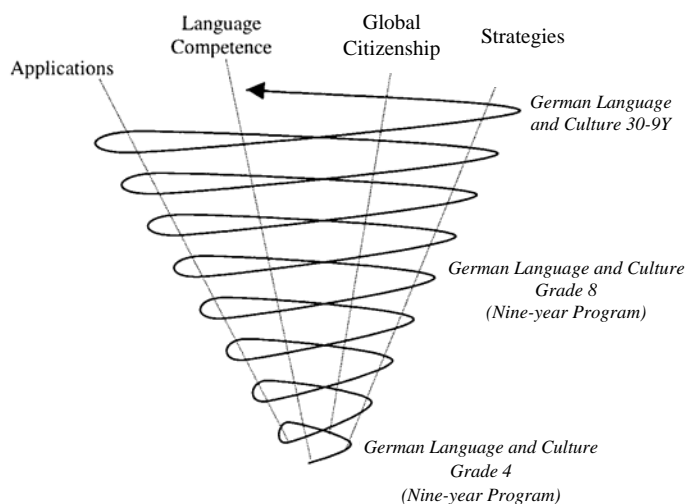 Applications
Language
Competence
Global
Citizenship
Strategies
German Language
and Culture 30-9Y
German Language and Culture
Grade 8
(Nine-year Program)
German Language and Culture
Grade 4
(Nine-year Program)